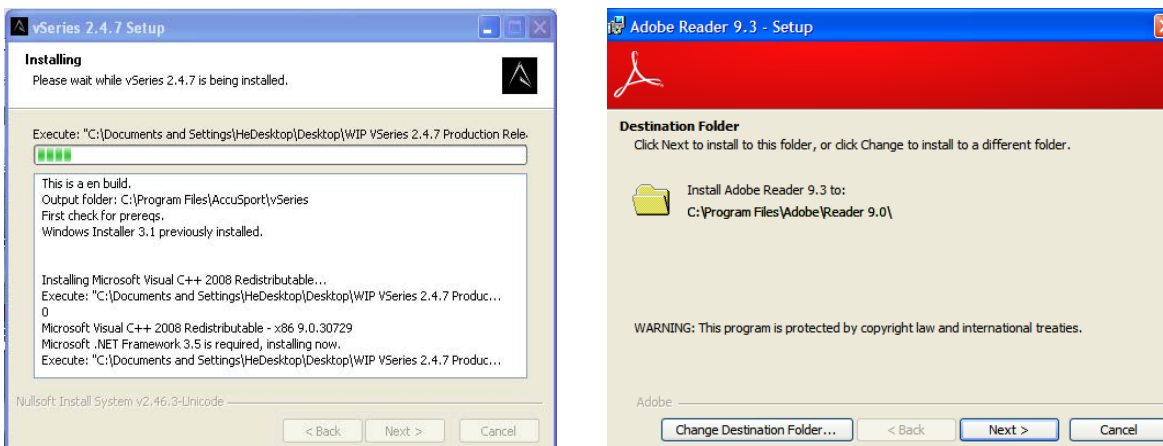 vSeries 2.4.7 Setup
Installing
Please wait while vSeries 2.4.7 is being installed.
Execute: "C:\Documents and Settings\HeDesktop\Desktop\WIP VSeries 2.4.7 Production Rele
This is a en build.
Output folder: C:\Program Files\AccuSport\vSeries
First check for prereqs.
Windows Installer 3.1 previously installed.
Installing Microsoft Visual C++ 2008 Redistributable...
Execute: "C:\Documents and Settings\HeDesktop\Desktop\WIP VSeries 2.4.7 Produc...
0
Microsoft Visual C++ 2008 Redistributable - x86 9.0.30729
Microsoft .NET Framework 3.5 is required, installing now.
Execute: "C:\Documents and Settings\HeDesktop\Desktop\WIP VSeries 2.4.7 Produc...
Nullsoft Install System v2.46.3-Unicode
< Back Next > Cancel
Adobe Reader 9.3 - Setup
Destination Folder
Click Next to install to this folder, or click Change to install to a different folder.
Install Adobe Reader 9.3 to:
C:\Program Files\Adobe\Reader 9.0\
WARNING: This program is protected by copyright law and international treaties.
Adobe
Change Destination Folder... < Back Next > Cancel